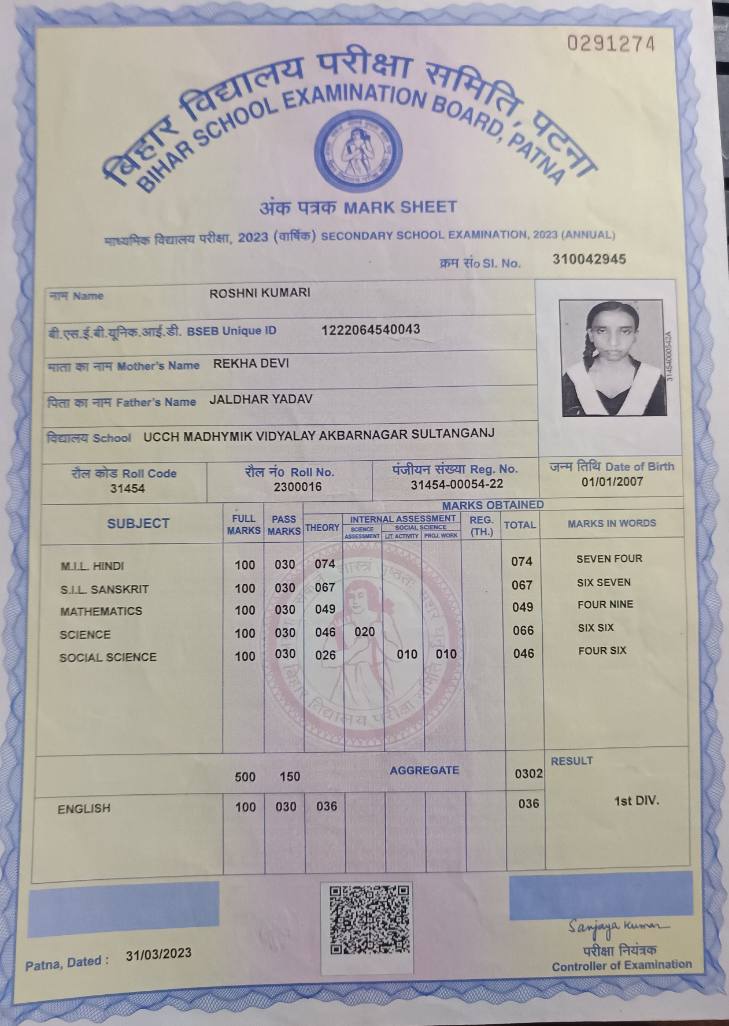 0291274
बिहार विद्यालय परीक्षा समिति, पटना
BIHAR SCHOOL EXAMINATION BOARD, PATNA
अंक पत्रक MARK SHEET
माध्यमिक विद्यालय परीक्षा, 2023 (वार्षिक) SECONDARY SCHOOL EXAMINATION, 2023 (ANNUAL)
क्रम सं० SI. No. 310042945
नाम Name ROSHNI KUMARI
बी.एस.ई.बी.यूनिक.आई.डी. BSEB Unique ID 1222064540043
माता का नाम Mother's Name REKHA DEVI
पिता का नाम Father's Name JALDHAR YADAV
विद्यालय School UCCH MADHYMIK VIDYALAY AKBARNAGAR SULTANGANJ
रौल कोड Roll Code रौल नं० Roll No. पंजीयन संख्या Reg. No. जन्म तिथि Date of Birth
31454 2300016 31454-00054-22 01/01/2007
MARKS OBTAINED
SUBJECT FULL MARKS PASS MARKS THEORY INTERNAL ASSESSMENT REG. (TH.) TOTAL MARKS IN WORDS
SCIENCE ASSESSMENT SOCIAL SCIENCE
LIT. ACTIVITY PROJ. WORK
M.I.L. HINDI 100 030 074 074 SEVEN FOUR
S.I.L. SANSKRIT 100 030 067 067 SIX SEVEN
MATHEMATICS 100 030 049 049 FOUR NINE
SCIENCE 100 030 046 020 066 SIX SIX
SOCIAL SCIENCE 100 030 026 010 010 046 FOUR SIX
500 150 AGGREGATE 0302 RESULT
ENGLISH 100 030 036 036 1st DIV.
Sanjaya Kumar
परीक्षा नियंत्रक
Patna, Dated : 31/03/2023 Controller of Examination